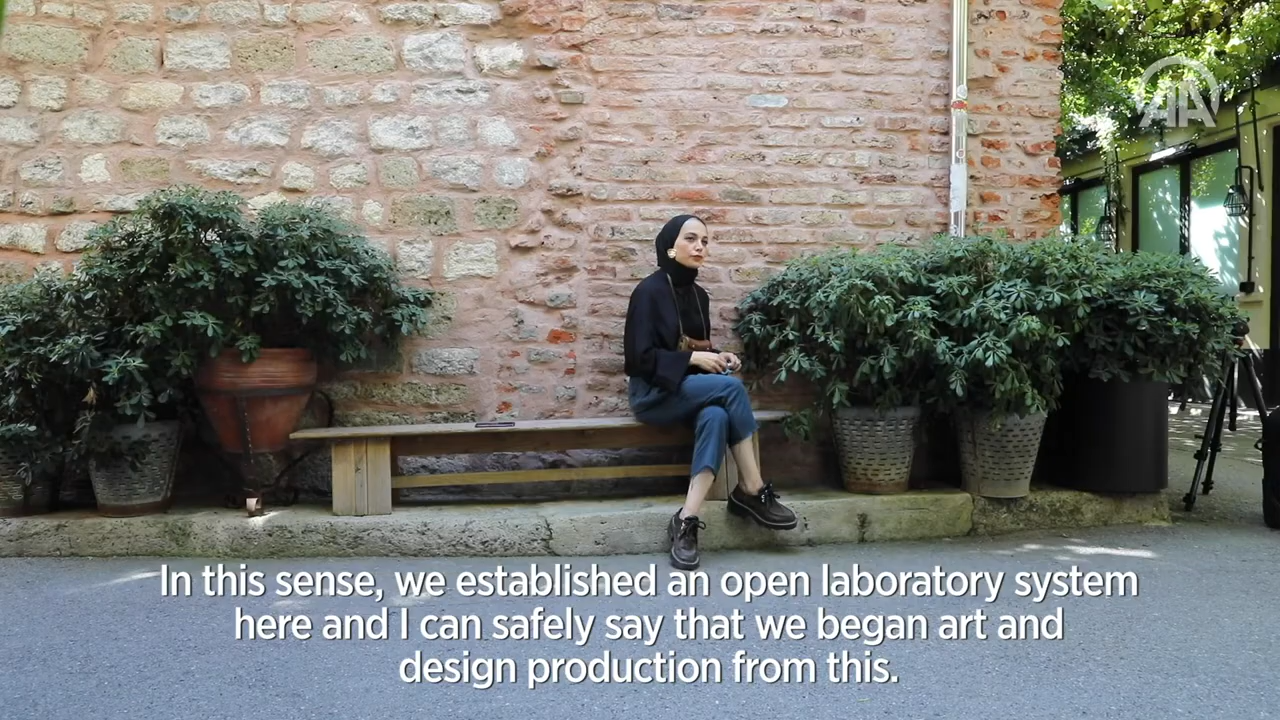 AA
In this sense, we established an open laboratory system
here and I can safely say that we began art and
design production from this.